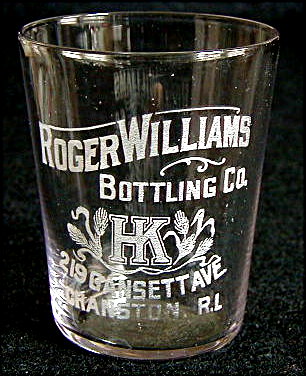 ROGER WILLIAMS
BOTTLING CO.
HK
219 GANSETT AVE
CRANSTON, R.I.